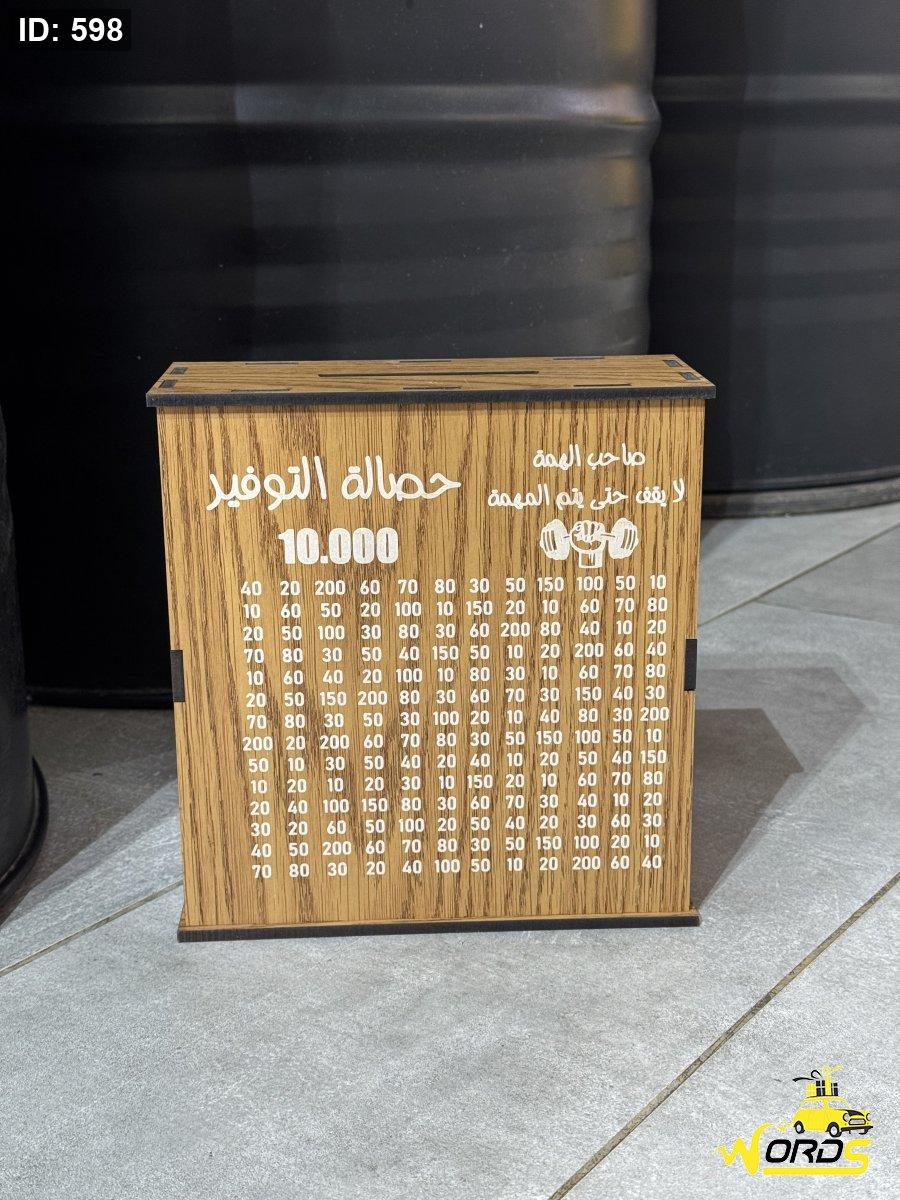 ID: 598
صاحب الهمة
لا يقف حتى يتم المهمة
حصالة التوفير
10.000
40 20 200 60 70 80 30 50 150 100 50 10
10 60 50 20 100 10 150 20 10 60 70 80
20 50 100 30 80 30 60 200 80 40 10 20
70 80 30 50 40 150 50 10 20 200 60 40
10 60 40 20 100 10 80 30 10 60 70 80
20 50 150 200 80 30 60 70 30 150 40 30
70 80 30 50 30 100 20 10 40 80 30 200
200 20 200 60 70 80 30 50 150 100 50 10
50 10 30 50 40 20 40 10 20 50 40 150
10 20 10 20 30 10 150 20 10 60 70 80
20 40 100 150 80 30 60 70 30 40 10 20
30 20 60 50 100 20 50 40 20 30 60 30
40 50 200 60 70 80 30 50 150 100 20 10
70 80 30 20 40 100 50 10 20 200 60 40
WORDS